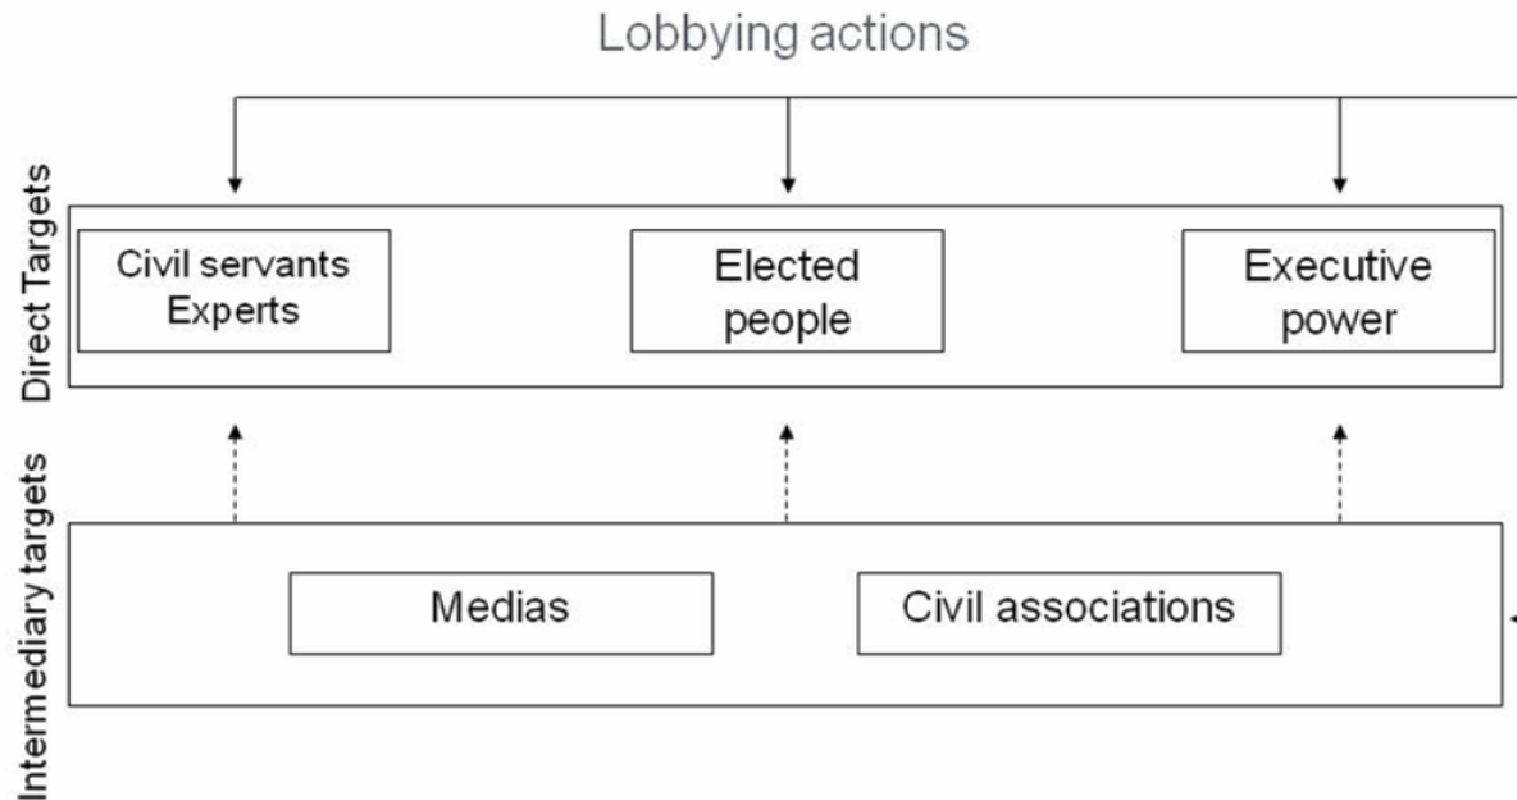 Lobbying actions
Direct Targets
Civil servants
Experts
Elected
people
Executive
power
Intermediary targets
Medias
Civil associations